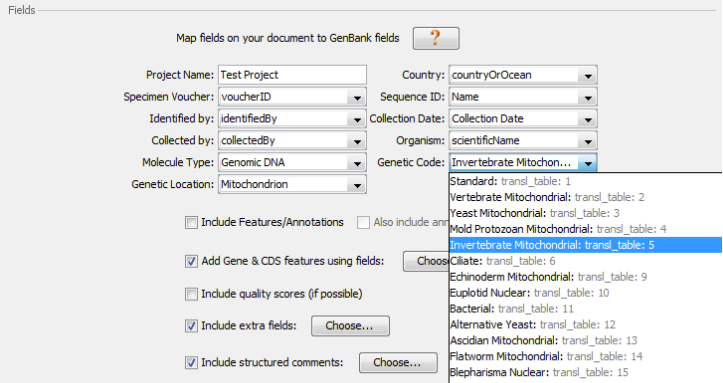 Fields
Map fields on your document to GenBank fields ?
Project Name: Test Project Country: countryOrOcean
Specimen Voucher: voucherID Sequence ID: Name
Identified by: identifiedBy Collection Date: Collection Date
Collected by: collectedBy Organism: scientificName
Molecule Type: Genomic DNA Genetic Code: Invertebrate Mitochon...
Genetic Location: Mitochondrion
Standard: transl_table: 1
Vertebrate Mitochondrial: transl_table: 2
Yeast Mitochondrial: transl_table: 3
Mold Protozoan Mitochondrial: transl_table: 4
Invertebrate Mitochondrial: transl_table: 5
Ciliate: transl_table: 6
Echinoderm Mitochondrial: transl_table: 9
Euplotid Nuclear: transl_table: 10
Bacterial: transl_table: 11
Alternative Yeast: transl_table: 12
Ascidian Mitochondrial: transl_table: 13
Flatworm Mitochondrial: transl_table: 14
Blepharisma Nuclear: transl_table: 15
Include Features/Annotations Also include
Add Gene & CDS features using fields:
Include quality scores (if possible)
Include extra fields: Choose...
Include structured comments: Choose...